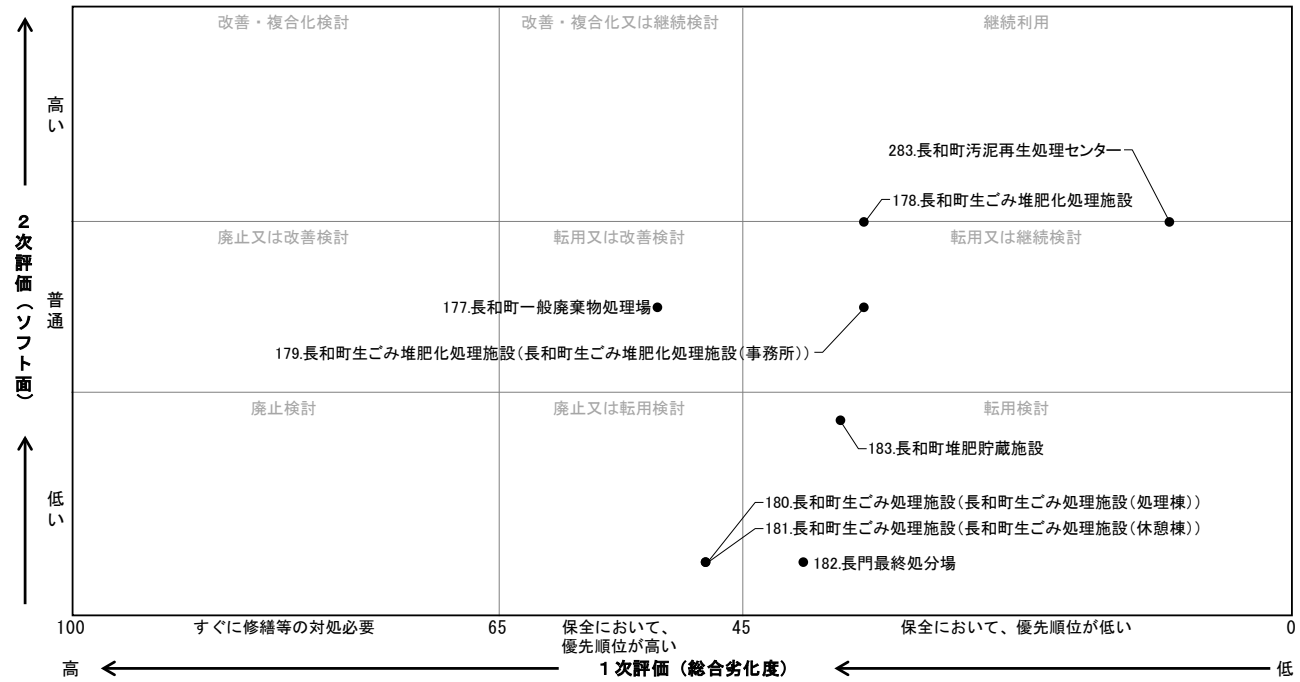 改善・複合化検討
改善・複合化又は継続検討
継続利用
高い
283.長和町汚泥再生処理センター
178.長和町生ごみ堆肥化処理施設
2次評価（ソフト面）
廃止又は改善検討
転用又は改善検討
転用又は継続検討
普通
177.長和町一般廃棄物処理場
179.長和町生ごみ堆肥化処理施設（長和町生ごみ堆肥化処理施設（事務所））
廃止検討
廃止又は転用検討
転用検討
183.長和町堆肥貯蔵施設
低い
180.長和町生ごみ処理施設（長和町生ごみ処理施設（処理棟））
181.長和町生ごみ処理施設（長和町生ごみ処理施設（休憩棟））
182.長門最終処分場
100
すぐに修繕等の対処必要
65
保全において、
優先順位が高い
45
保全において、優先順位が低い
0
高
1次評価（総合劣化度）
低